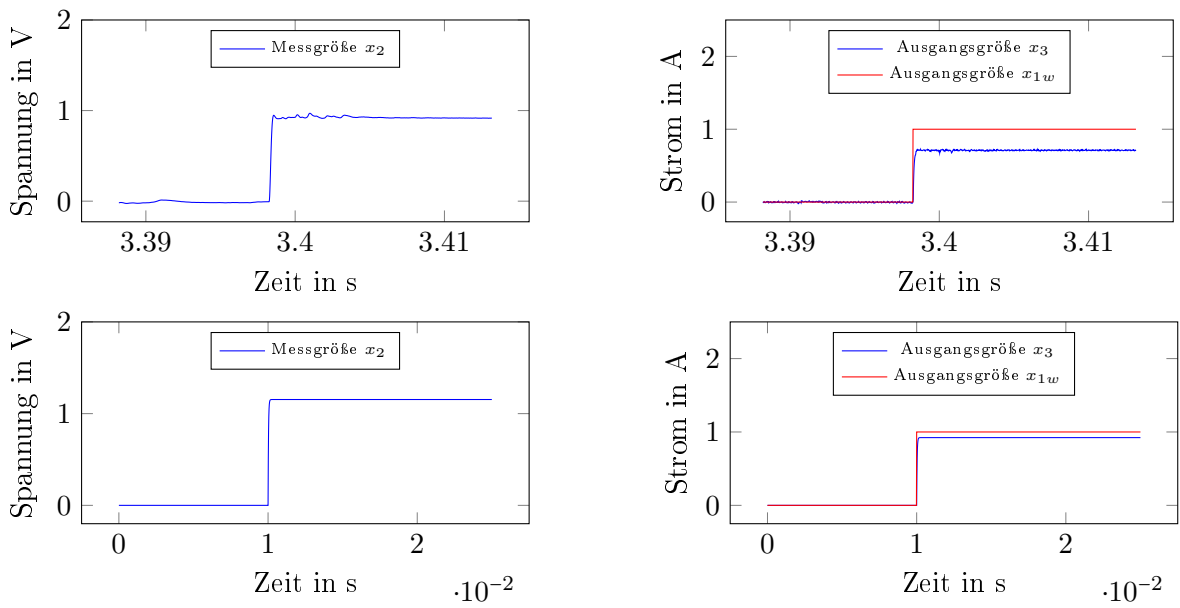 Spannung in V
2
1
0
Messgröße x₂
3.39
3.4
3.41
Zeit in s
Strom in A
2
1
0
Ausgangsgröße x₃
Ausgangsgröße x₁w
3.39
3.4
3.41
Zeit in s
Spannung in V
2
1
0
Messgröße x₂
0
1
2
Zeit in s
·10⁻²
Strom in A
2
1
0
Ausgangsgröße x₃
Ausgangsgröße x₁w
0
1
2
Zeit in s
·10⁻²